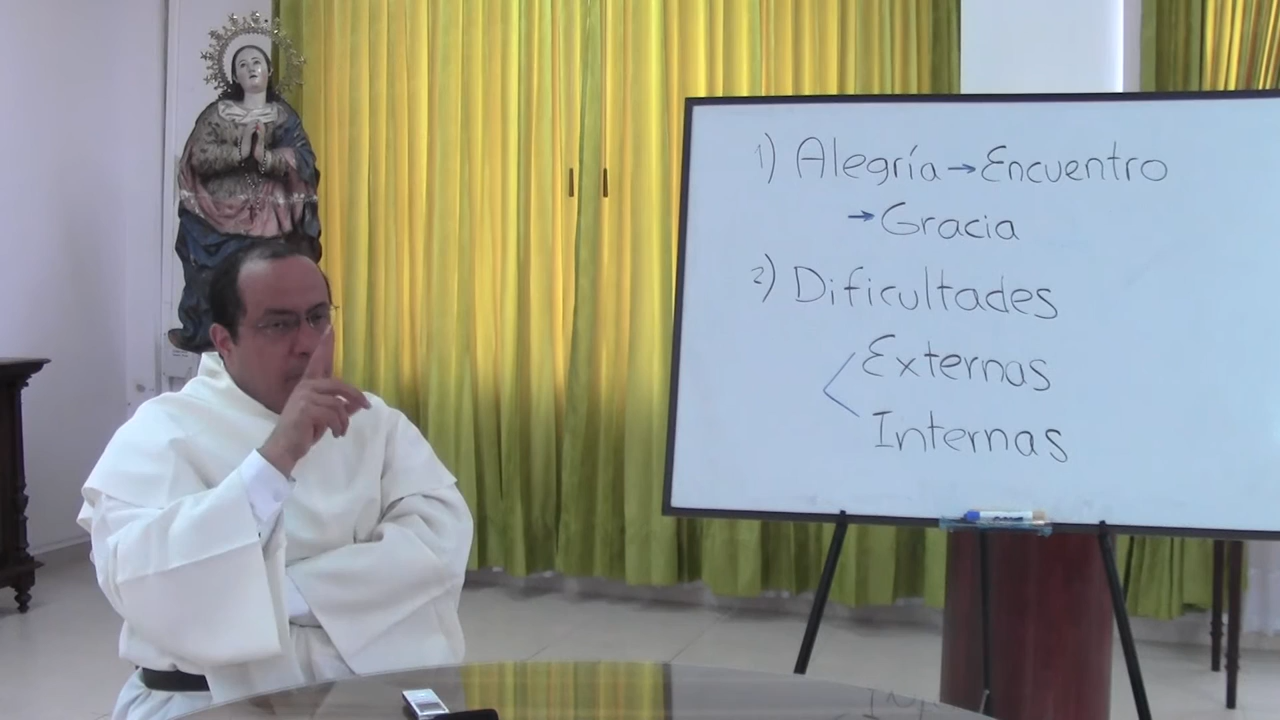 1) Alegría → Encuentro
→ Gracia
2) Dificultades
Externas
Internas